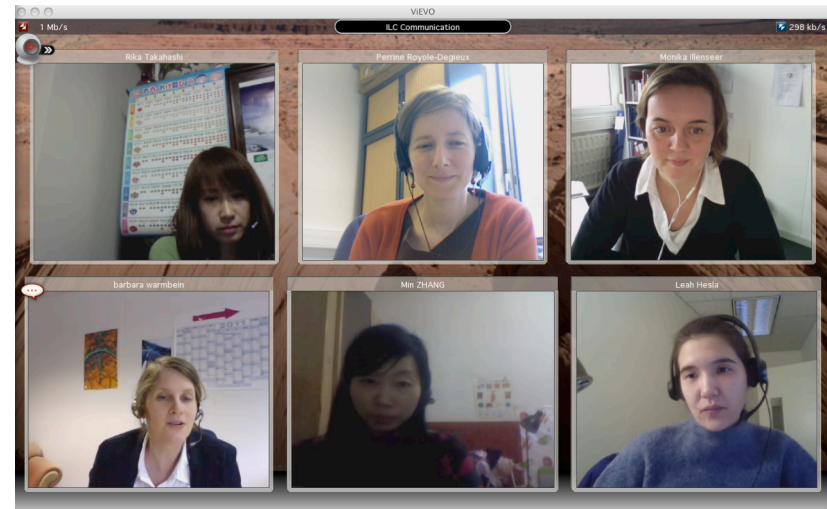 ViEVO
1 Mb/s
ILC Communication
298 kb/s
Rika Takahashi
Perrine Royole-Degieux
Monika Illenseer
barbara warmbein
Min ZHANG
Leah Hesla
2011